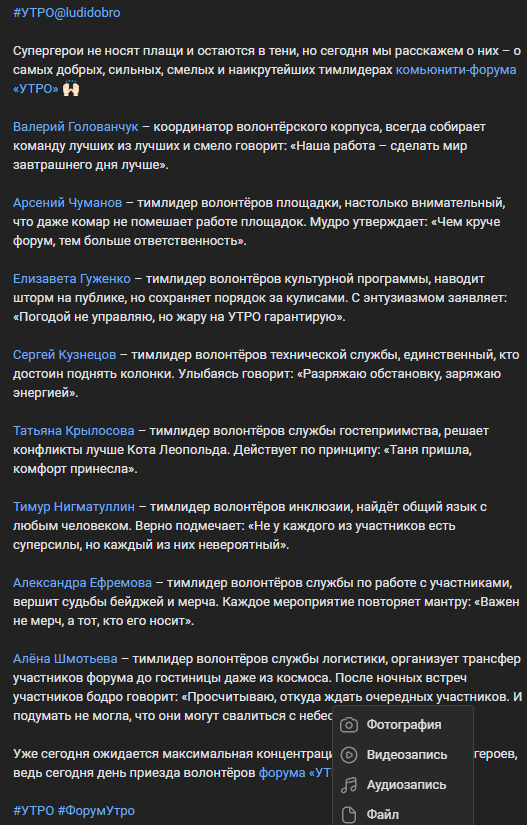 #УТРО@ludidobro
Супергерои не носят плащи и остаются в тени, но сегодня мы расскажем о них – о
самых добрых, сильных, смелых и наикрутейших тимлидерах комьюнити-форума
«УТРО» 🙌🏻
Валерий Голованчук – координатор волонтёрского корпуса, всегда собирает
команду лучших из лучших и смело говорит: «Наша работа – сделать мир
завтрашнего дня лучше».
Арсений Чуманов – тимлидер волонтёров площадки, настолько внимательный,
что даже комар не помешает работе площадок. Мудро утверждает: «Чем круче
форум, тем больше ответственность».
Елизавета Гуженко – тимлидер волонтёров культурной программы, наводит
шторм на публике, но сохраняет порядок за кулисами. С энтузиазмом заявляет:
«Погодой не управляю, но жару на УТРО гарантирую».
Сергей Кузнецов – тимлидер волонтёров технической службы, единственный, кто
достоин поднять колонки. Улыбаясь говорит: «Разряжаю обстановку, заряжаю
энергией».
Татьяна Крылосова – тимлидер волонтёров службы гостеприимства, решает
конфликты лучше Кота Леопольда. Действует по принципу: «Таня пришла,
комфорт принесла».
Тимур Нигматуллин – тимлидер волонтёров инклюзии, найдёт общий язык с
любым человеком. Верно подмечает: «Не у каждого из участников есть
суперсилы, но каждый из них невероятный».
Александра Ефремова – тимлидер волонтёров службы по работе с участниками,
вершит судьбы бейджей и мерча. Каждое мероприятие повторяет мантру: «Важен
не мерч, а тот, кто его носит».
Алёна Шмотьева – тимлидер волонтёров службы логистики, организует трансфер
участников форума до гостиницы даже из космоса. После ночных встреч
участников бодро говорит: «Просчитываю, откуда ждать очередных участников. И
подумать не могла, что они могут свалиться с небес
Уже сегодня ожидается максимальная концентраци героев,
ведь сегодня день приезда волонтёров форума «УТ
#УТРО #ФорумУтро
Фотография
Видеозапись
Аудиозапись
Файл